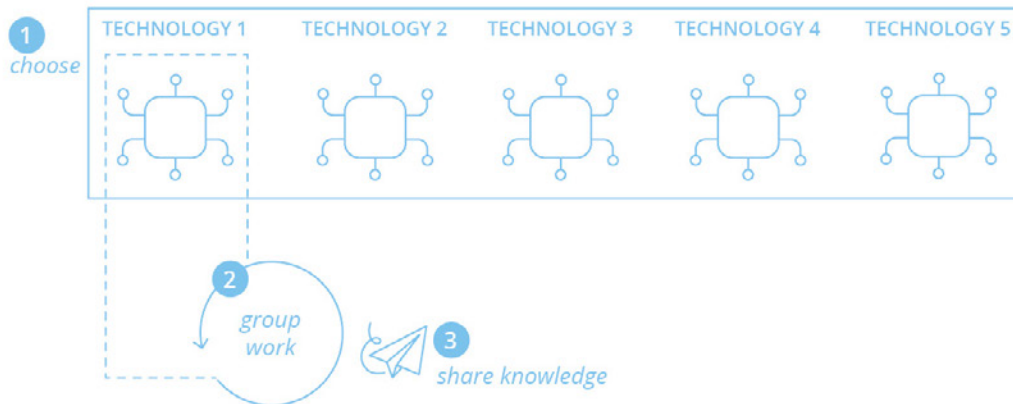 1
choose
TECHNOLOGY 1
TECHNOLOGY 2
TECHNOLOGY 3
TECHNOLOGY 4
TECHNOLOGY 5
2
group
work
3
share knowledge